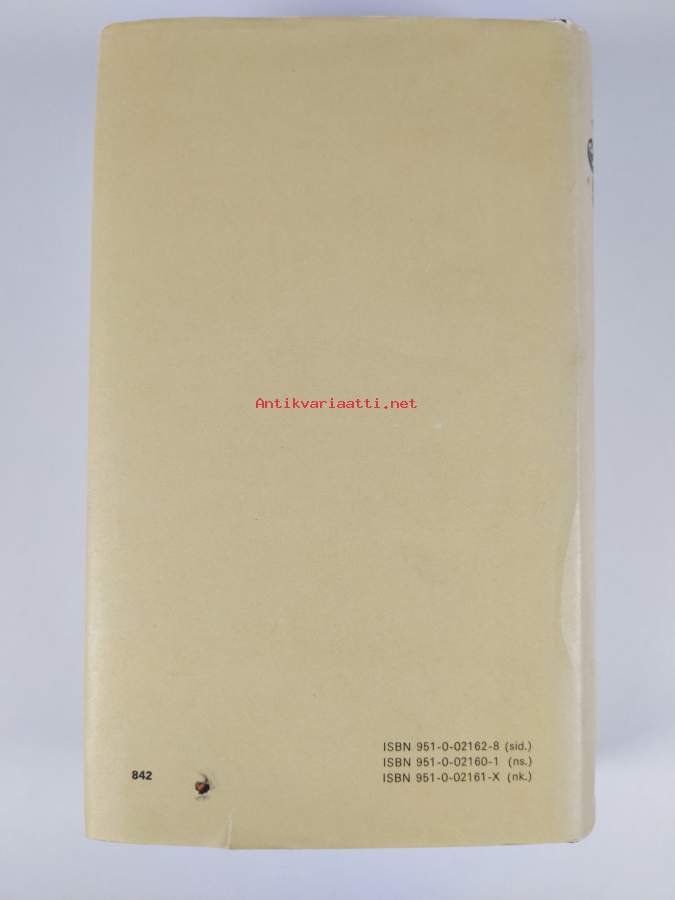 Antikvariaatti.net
ISBN 951-0-02162-8 (sid.)
ISBN 951-0-02160-1 (ns.)
842
ISBN 951-0-02161-X (nk.)